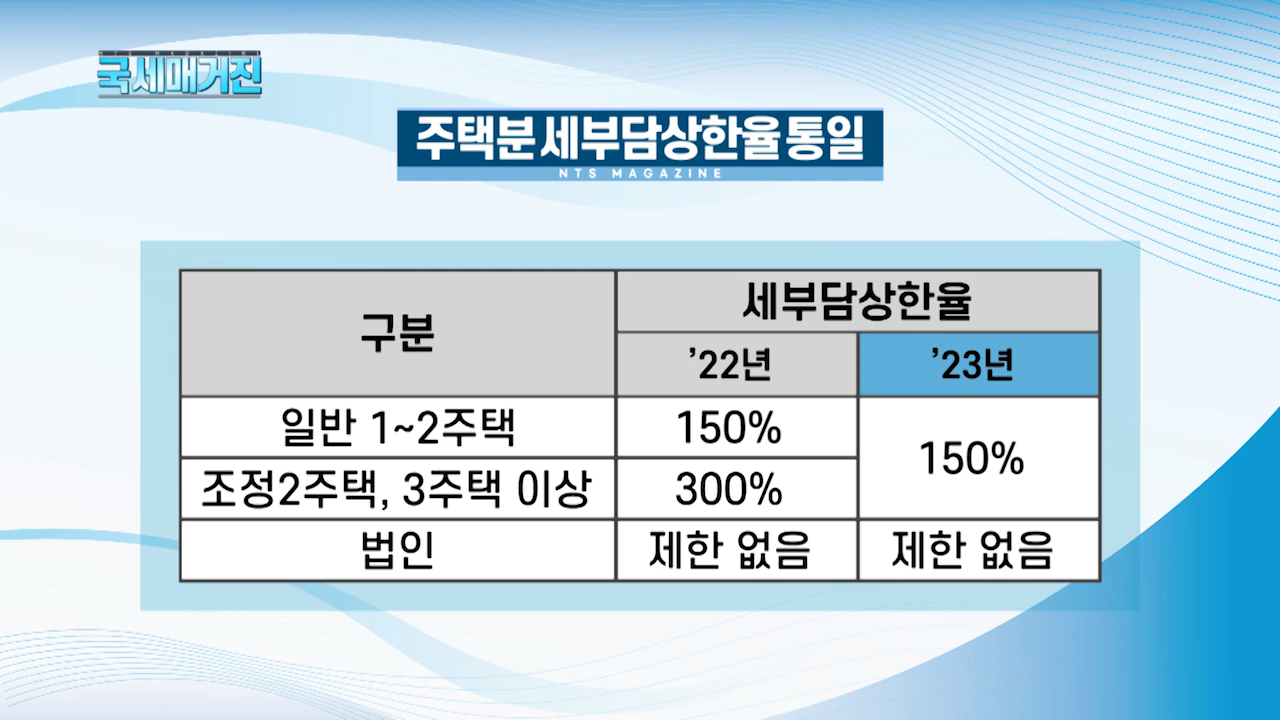 NTS MAGAZINE
국세매거진
주택분 세부담상한율 통일
NTS MAGAZINE
구분
세부담상한율
’22년
’23년
일반 1~2주택
150%
150%
조정2주택, 3주택 이상
300%
법인
제한 없음
제한 없음